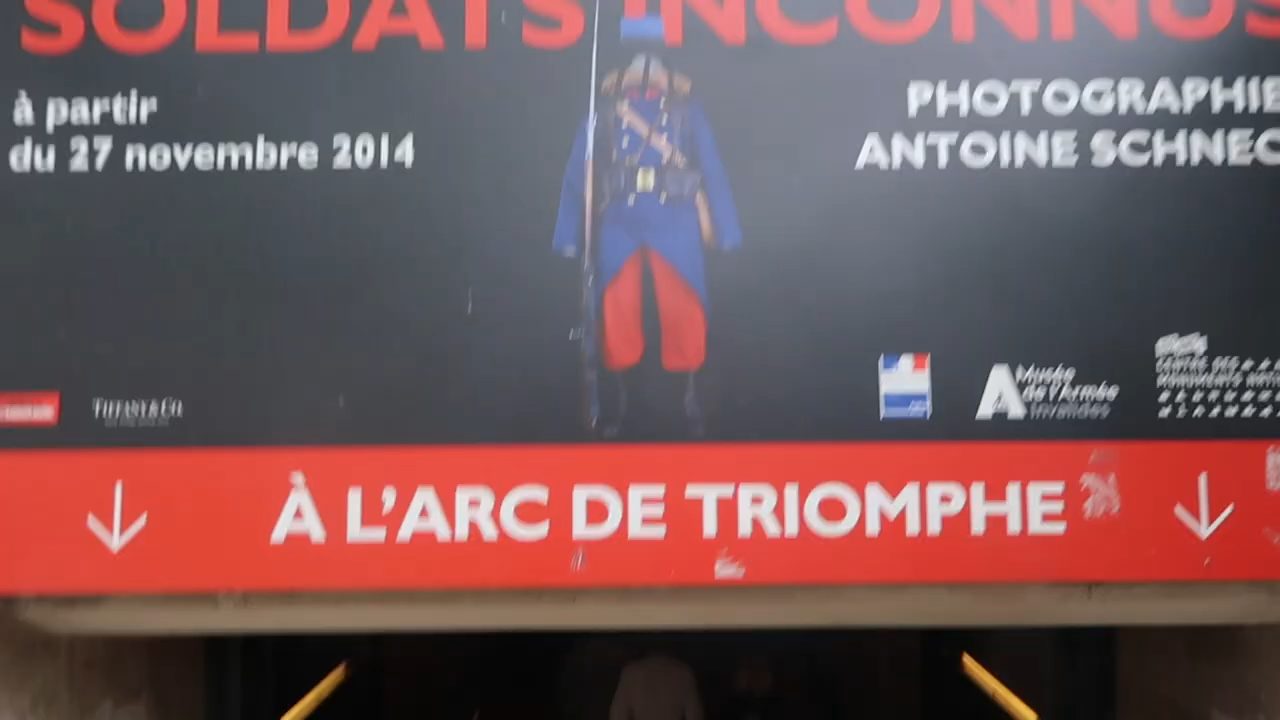 SOLDATS INCONNUS
à partir
du 27 novembre 2014
PHOTOGRAPHIE
ANTOINE SCHNEC
TIFFANY & CO.
Musée
de l'Armée
Invalides
À L'ARC DE TRIOMPHE